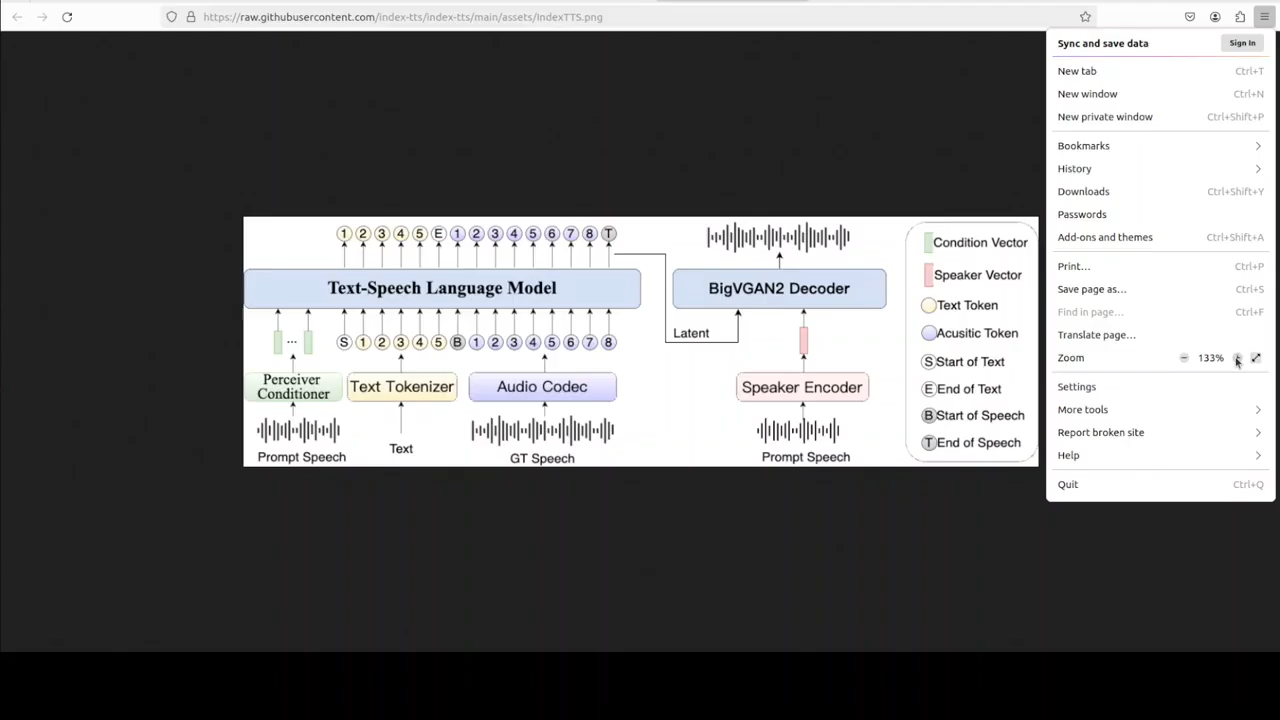 https://raw.githubusercontent.com/index-tts/index-tts/main/assets/IndexTTS.png
Sync and save data Sign In
New tab Ctrl+T
New window Ctrl+N
New private window Ctrl+Shift+P
Bookmarks
History
Downloads Ctrl+Shift+Y
Passwords
Add-ons and themes Ctrl+Shift+A
Print... Ctrl+P
Save page as... Ctrl+S
Find in page... Ctrl+F
Translate page...
Zoom − 133% +
Settings
More tools
Report broken site
Help
Quit Ctrl+Q
1 2 3 4 5 E 1 2 3 4 5 6 7 8 T
Text-Speech Language Model
BigVGAN2 Decoder
Latent
...
S 1 2 3 4 5 B 1 2 3 4 5 6 7 8
Perceiver
Conditioner
Text Tokenizer
Audio Codec
Speaker Encoder
Prompt Speech
Text
GT Speech
Prompt Speech
Condition Vector
Speaker Vector
Text Token
Acusitic Token
S Start of Text
E End of Text
B Start of Speech
T End of Speech